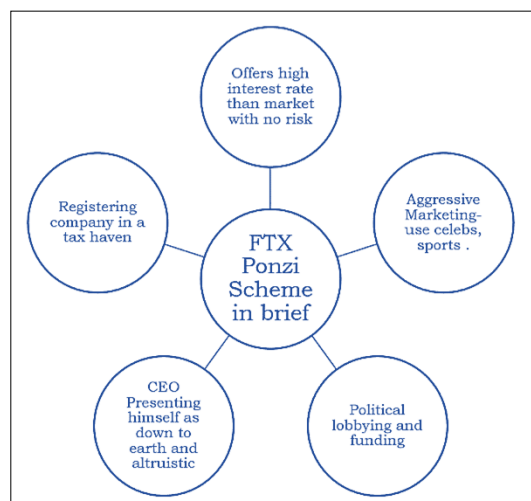 Offers high
interest rate
than market
with no risk
Registering
company in a
tax haven
Aggressive
Marketing-
use celebs,
sports .
FTX
Ponzi
Scheme
in brief
CEO
Presenting
himself as
down to
earth and
altruistic
Political
lobbying and
funding